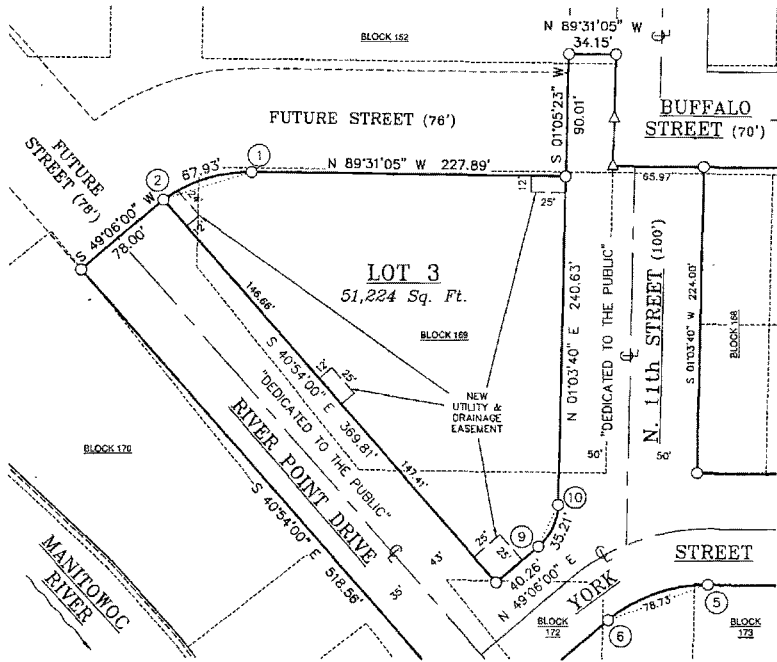 N 89°31'05" W
34.15'
BLOCK 152
℄
S 01°05'23" W
90.01'
FUTURE STREET (76')
BUFFALO
STREET (70')
FUTURE
STREET (78')
67.93'
1
N 89°31'05" W 227.89'
65.97'
2
24'
12'
12'
25'
S 49°06'00" W
78.00'
LOT 3
51,224 Sq. Ft.
BLOCK 169
146.66'
S 40°54'00" E 369.81'
12'
25'
147.41'
N 01°03'40" E 240.63'
"DEDICATED TO THE PUBLIC"
℄
N. 11th STREET (100')
S 01°03'40" W 224.00'
BLOCK 168
NEW
UTILITY &
DRAINAGE
EASEMENT
"DEDICATED TO THE PUBLIC"
RIVER POINT DRIVE
℄
BLOCK 170
50'
50'
S 40°54'00" E 518.56'
10
35.21'
9
25'
25'
43'
35'
40.26'
N 49°06'00" E
℄
MANITOWOC
RIVER
YORK
STREET
78.73'
5
6
BLOCK
172
BLOCK
173